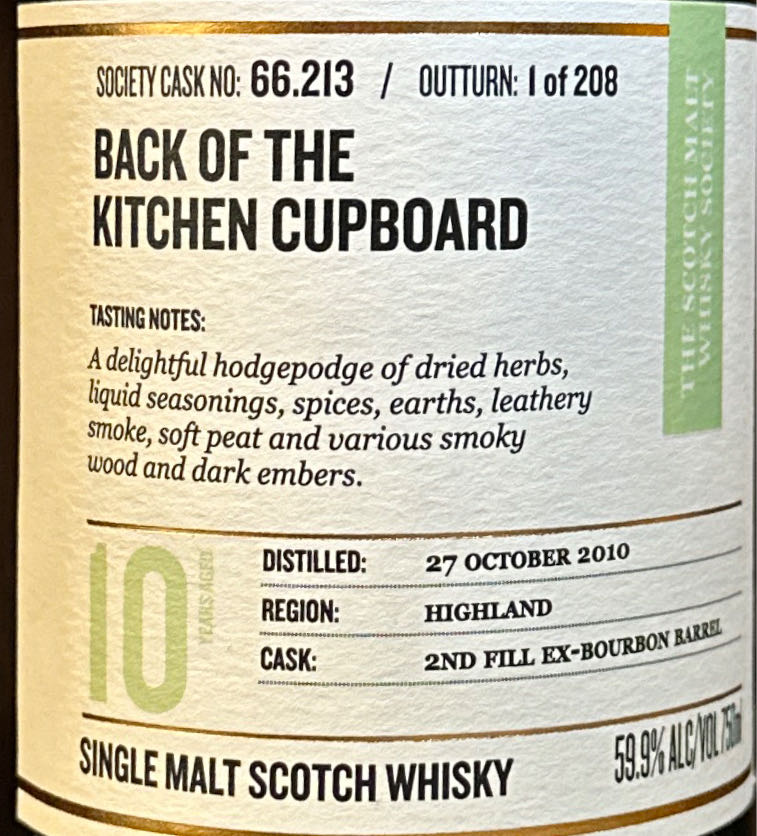 SOCIETY CASK NO: 66.213 / OUTTURN: 1 of 208
BACK OF THE
KITCHEN CUPBOARD
TASTING NOTES:
A delightful hodgepodge of dried herbs,
liquid seasonings, spices, earths, leathery
smoke, soft peat and various smoky
wood and dark embers.
THE SCOTCH MALT
WHISKY SOCIETY
10
YEARS AGED
DISTILLED: 27 OCTOBER 2010
REGION: HIGHLAND
CASK: 2ND FILL EX-BOURBON BARREL
SINGLE MALT SCOTCH WHISKY
59.9% ALC/VOL 750ml